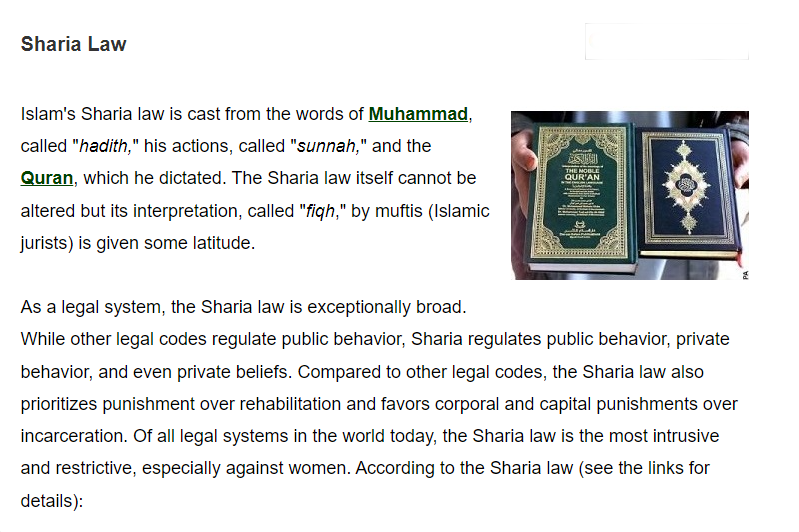 Sharia Law
Islam's Sharia law is cast from the words of Muhammad,
called "hadith," his actions, called "sunnah," and the
Quran, which he dictated. The Sharia law itself cannot be
altered but its interpretation, called "fiqh," by muftis (Islamic
jurists) is given some latitude.
THE NOBLE
QUR'AN
IN THE ENGLISH LANGUAGE
PA
As a legal system, the Sharia law is exceptionally broad.
While other legal codes regulate public behavior, Sharia regulates public behavior, private
behavior, and even private beliefs. Compared to other legal codes, the Sharia law also
prioritizes punishment over rehabilitation and favors corporal and capital punishments over
incarceration. Of all legal systems in the world today, the Sharia law is the most intrusive
and restrictive, especially against women. According to the Sharia law (see the links for
details):